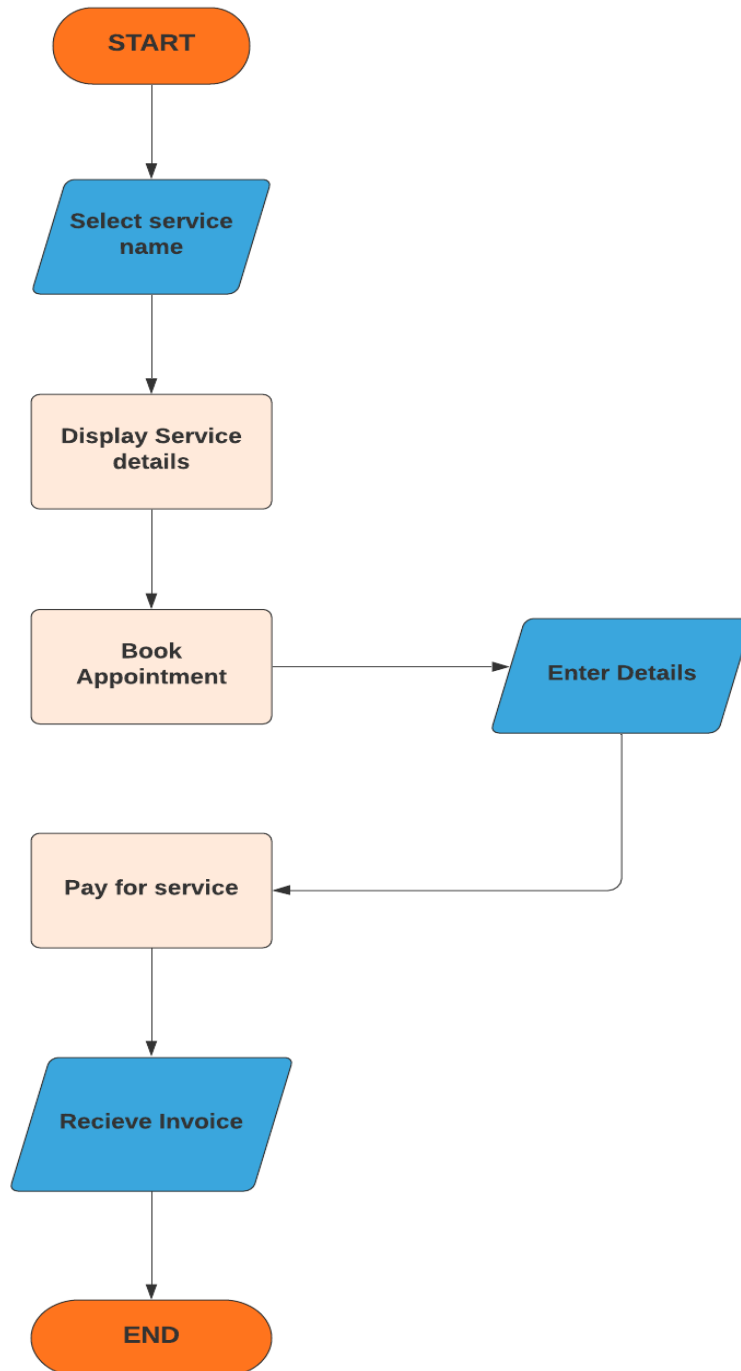 START
Select service
name
Display Service
details
Book
Appointment
Enter Details
Pay for service
Recieve Invoice
END